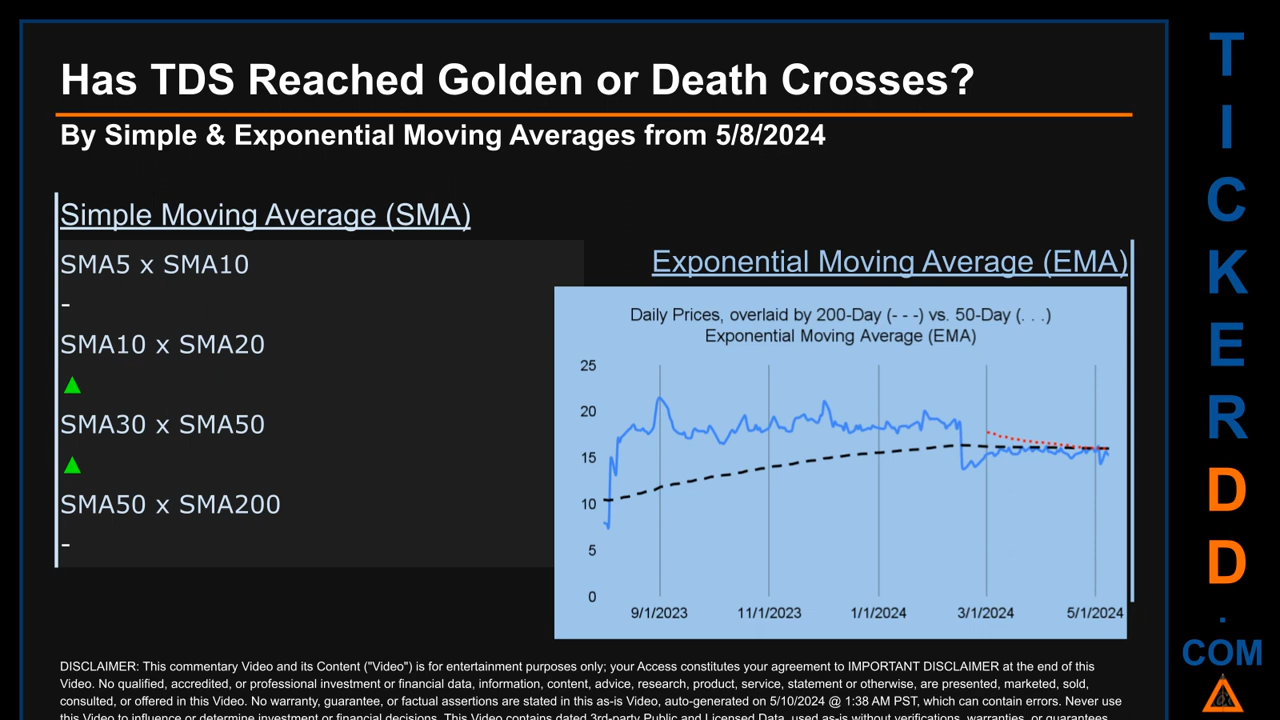 Has TDS Reached Golden or Death Crosses?
By Simple & Exponential Moving Averages from 5/8/2024
Simple Moving Average (SMA)
SMA5 x SMA10
-
SMA10 x SMA20
▲
SMA30 x SMA50
▲
SMA50 x SMA200
-
Exponential Moving Average (EMA)
Daily Prices, overlaid by 200-Day (- - -) vs. 50-Day (. . .)
Exponential Moving Average (EMA)
25
20
15
10
5
0
9/1/2023 11/1/2023 1/1/2024 3/1/2024 5/1/2024
DISCLAIMER: This commentary Video and its Content ("Video") is for entertainment purposes only; your Access constitutes your agreement to IMPORTANT DISCLAIMER at the end of this
Video. No qualified, accredited, or professional investment or financial data, information, content, advice, research, product, service, statement or otherwise, are presented, marketed, sold,
consulted, or offered in this Video. No warranty, guarantee, or factual assertions are stated in this as-is Video, auto-generated on 5/10/2024 @ 1:38 AM PST, which can contain errors. Never use
this Video to influence or determine investment or financial decisions. This Video contains dated 3rd-party Public and Licensed Data, used as-is without verifications, warranties, or guarantees
T
I
C
K
E
R
D
D
.
COM